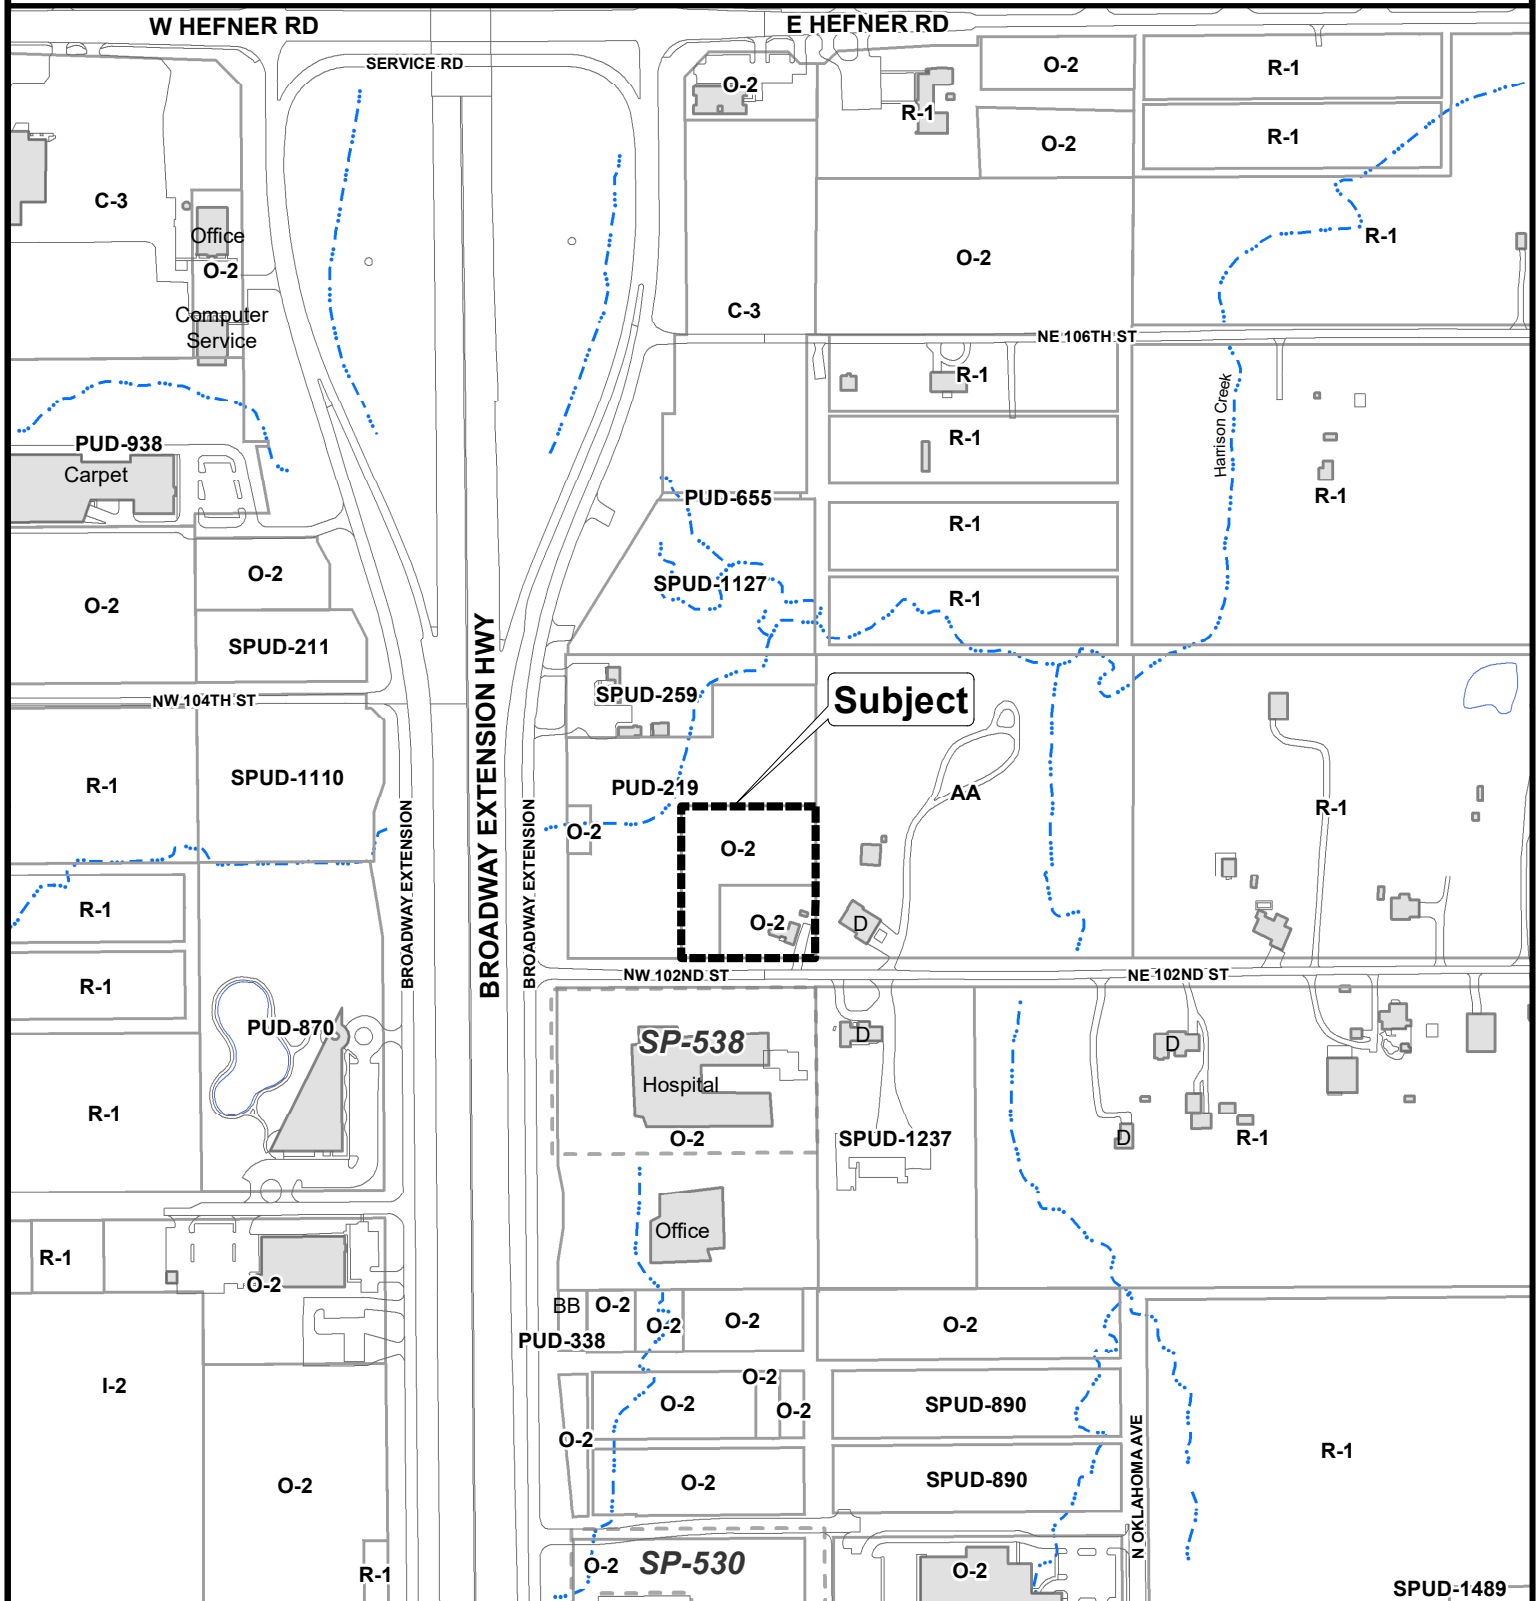 W HEFNER RD
E HEFNER RD
SERVICE RD
O-2
O-2
R-1
R-1
O-2
R-1
C-3
Office
O-2
R-1
O-2
C-3
Computer
Service
NE 106TH ST
R-1
Harrison Creek
PUD-938
R-1
Carpet
PUD-655
R-1
R-1
O-2
SPUD-1127
R-1
O-2
SPUD-211
BROADWAY EXTENSION HWY
SPUD-259
Subject
NW 104TH ST
R-1
SPUD-1110
PUD-219
AA
R-1
BROADWAY EXTENSION
BROADWAY EXTENSION
O-2
O-2
R-1
O-2
D
NW 102ND ST
NE 102ND ST
R-1
PUD-870
SP-538
D
D
Hospital
R-1
O-2
SPUD-1237
D
R-1
Office
R-1
O-2
BB
O-2
O-2
O-2
O-2
PUD-338
I-2
O-2
O-2
O-2
SPUD-890
O-2
N OKLAHOMA AVE
R-1
O-2
O-2
SPUD-890
O-2
SP-530
O-2
R-1
SPUD-1489